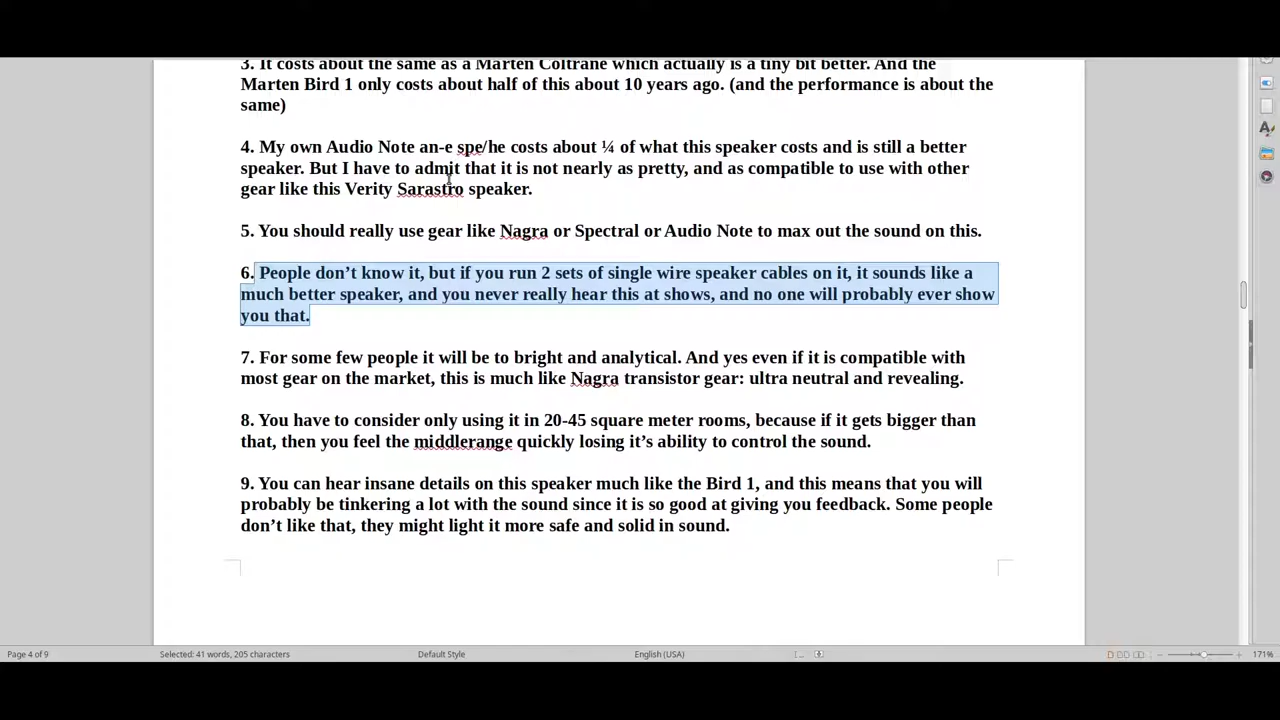 3. It costs about the same as a Marten Coltrane which actually is a tiny bit better. And the
Marten Bird 1 only costs about half of this about 10 years ago. (and the performance is about the
same)
4. My own Audio Note an-e spe/he costs about ¼ of what this speaker costs and is still a better
speaker. But I have to admit that it is not nearly as pretty, and as compatible to use with other
gear like this Verity Sarastro speaker.
5. You should really use gear like Nagra or Spectral or Audio Note to max out the sound on this.
6. People don’t know it, but if you run 2 sets of single wire speaker cables on it, it sounds like a
much better speaker, and you never really hear this at shows, and no one will probably ever show
you that.
7. For some few people it will be to bright and analytical. And yes even if it is compatible with
most gear on the market, this is much like Nagra transistor gear: ultra neutral and revealing.
8. You have to consider only using it in 20-45 square meter rooms, because if it gets bigger than
that, then you feel the middlerange quickly losing it’s ability to control the sound.
9. You can hear insane details on this speaker much like the Bird 1, and this means that you will
probably be tinkering a lot with the sound since it is so good at giving you feedback. Some people
don’t like that, they might light it more safe and solid in sound.
Page 4 of 9 Selected: 41 words, 205 characters Default Style English (USA) 171%